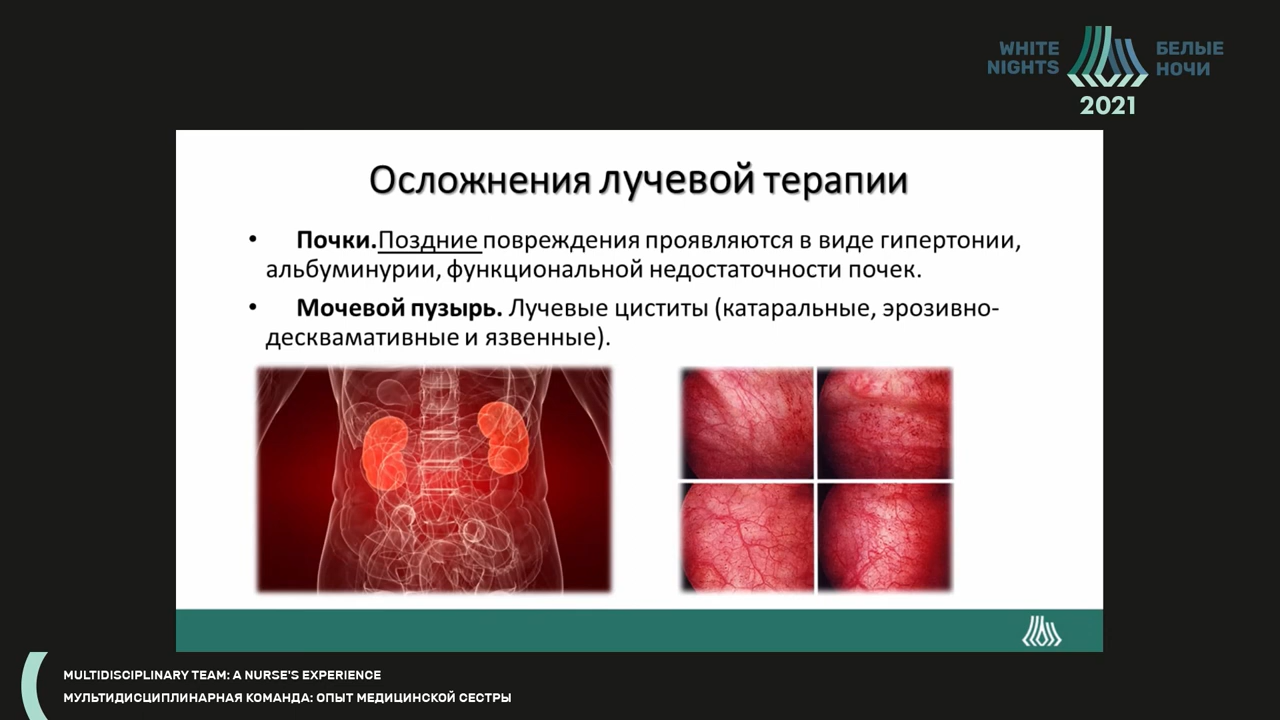 WHITE
NIGHTS
БЕЛЫЕ
НОЧИ
2021
Осложнения лучевой терапии
• Почки.Поздние повреждения проявляются в виде гипертонии,
альбуминурии, функциональной недостаточности почек.
• Мочевой пузырь. Лучевые циститы (катаральные, эрозивно-
десквамативные и язвенные).
MULTIDISCIPLINARY TEAM: A NURSE'S EXPERIENCE
МУЛЬТИДИСЦИПЛИНАРНАЯ КОМАНДА: ОПЫТ МЕДИЦИНСКОЙ СЕСТРЫ